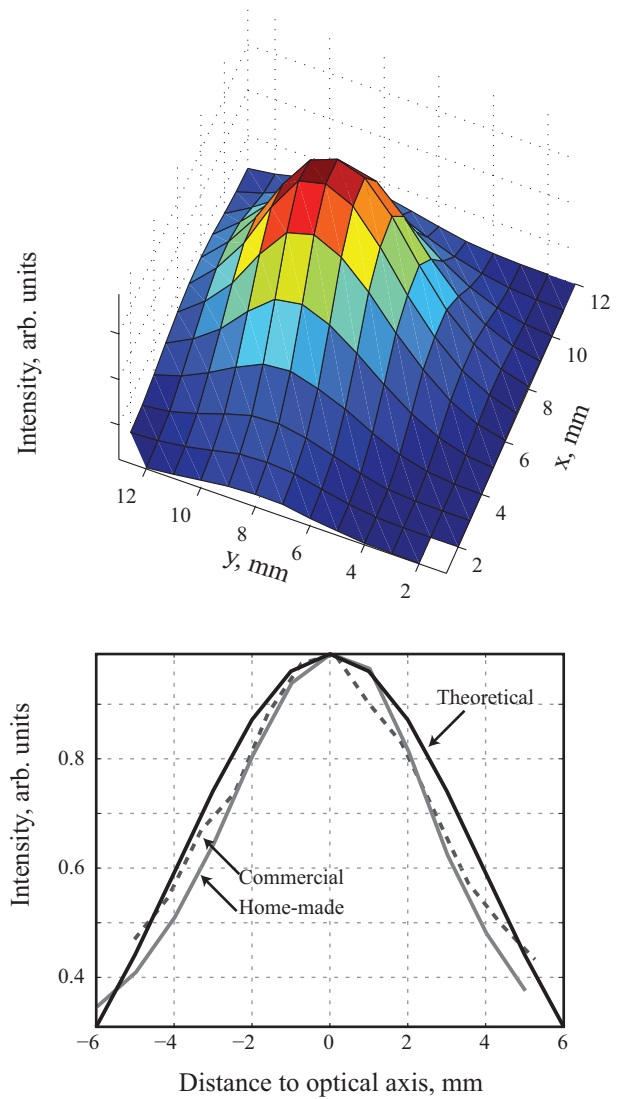 Intensity, arb. units
12
10
8
6
4
2
y, mm
2
4
6
8
10
12
x, mm
Intensity, arb. units
0.8
0.6
0.4
Theoretical
Commercial
Home-made
−6
−4
−2
0
2
4
6
Distance to optical axis, mm